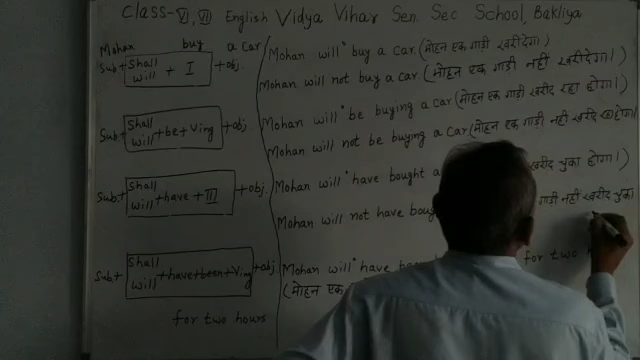 Class-VI, VII English Vidya Vihar Sen. Sec School, Bakliya
Mohan buy a car
Sub+ Shall will + I +obj.
Sub+ Shall will +be+Ving +obj
Sub.+ Shall will +have+III +obj.
Sub.+ Shall will +have+been+Ving +obj.
for two hours
Mohan will buy a car. (मोहन एक गाडी खरीदेगा।)
Mohan will not buy a car (मोहन एक गाडी नहीं खरीदेगा।)
Mohan will be buying a car (मोहन एक गाडी खरीद रहा होगा।)
Mohan will not be buying a car (मोहन एक गाडी नहीं खरीद रहा होगा।
Mohan will have bought a खरीद चुका होगा।)
Mohan will not have गाडी नहीं खरीद चुका
Mohan will have for two
(मोहन एक